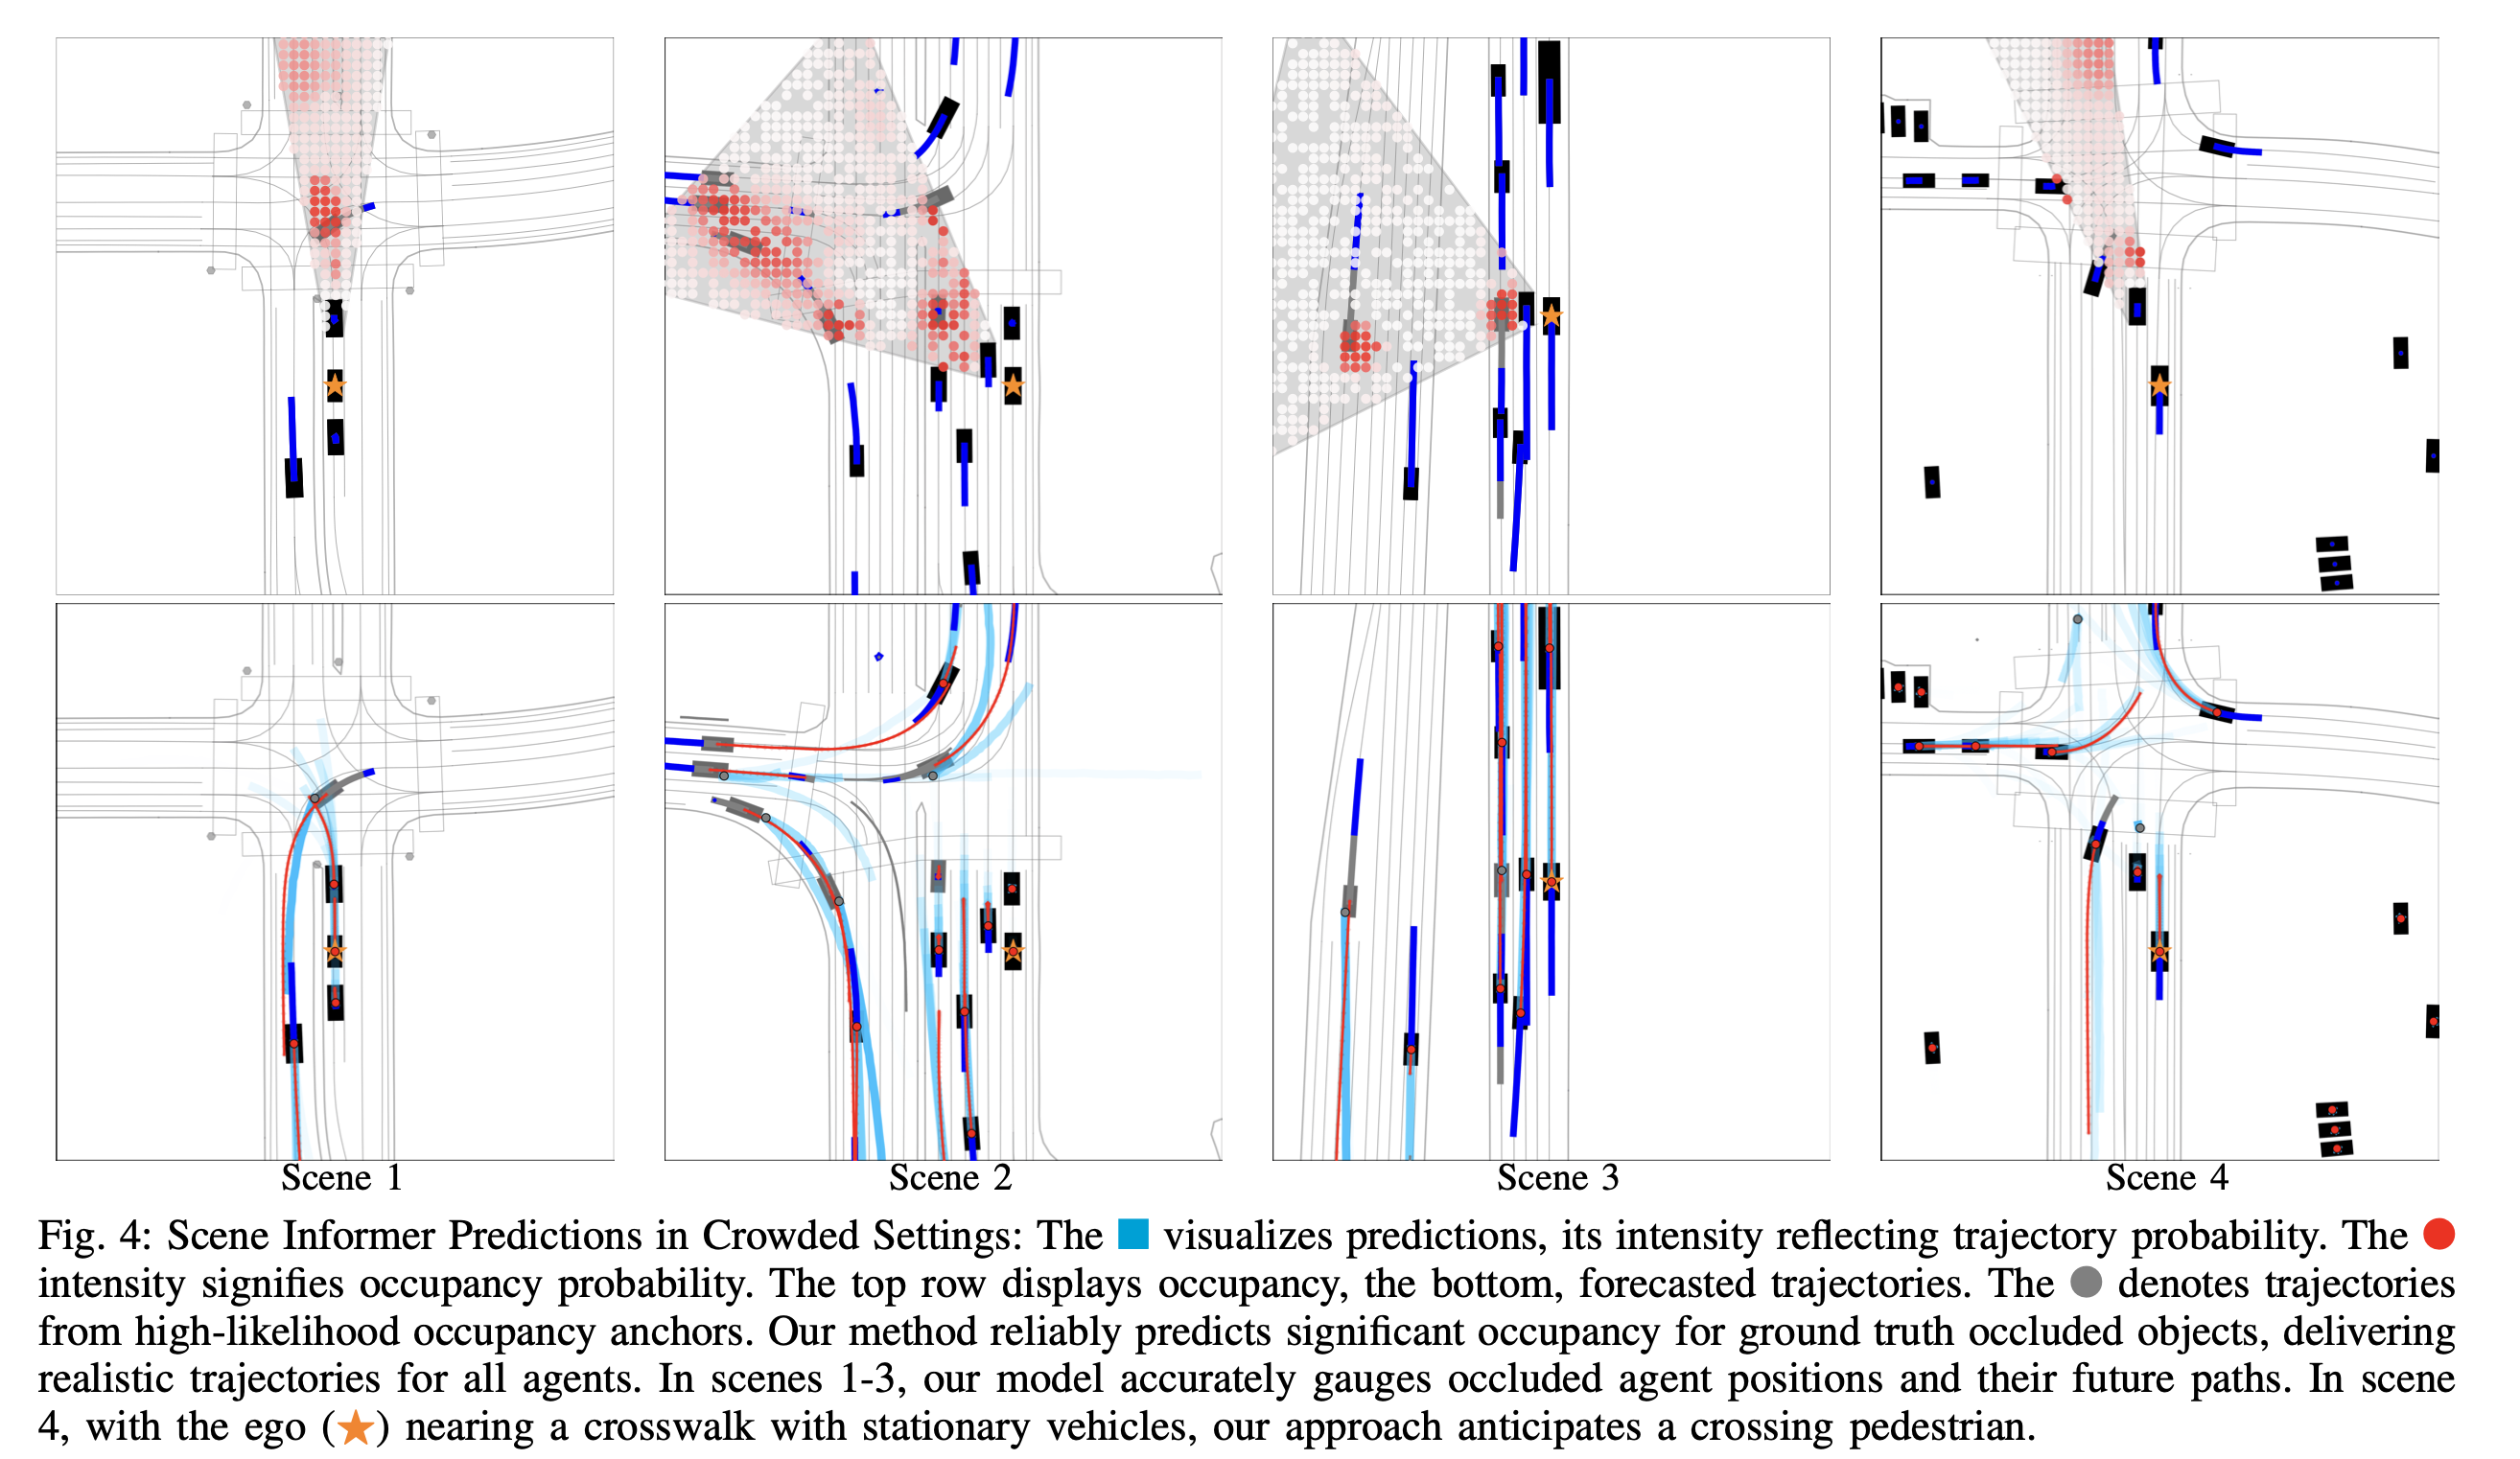 Scene 1
Scene 2
Scene 3
Scene 4
Fig. 4: Scene Informer Predictions in Crowded Settings: The visualizes predictions, its intensity reflecting trajectory probability. The
intensity signifies occupancy probability. The top row displays occupancy, the bottom, forecasted trajectories. The denotes trajectories
from high-likelihood occupancy anchors. Our method reliably predicts significant occupancy for ground truth occluded objects, delivering
realistic trajectories for all agents. In scenes 1-3, our model accurately gauges occluded agent positions and their future paths. In scene
4, with the ego (★) nearing a crosswalk with stationary vehicles, our approach anticipates a crossing pedestrian.